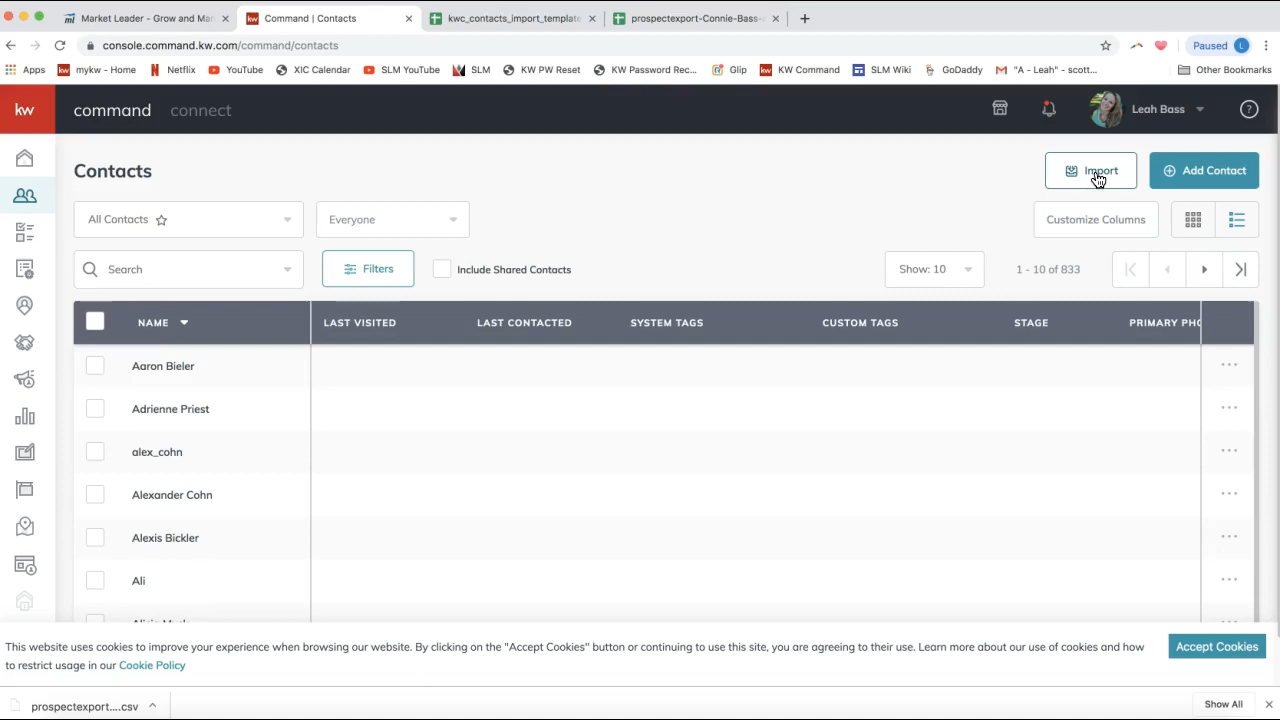 Market Leader - Grow and Mar
Command | Contacts
kwc_contacts_import_template
prospectexport-Connie-Bass-
console.command.kw.com/command/contacts
Paused L
Apps
kw mykw - Home
Netflix
YouTube
XIC Calendar
SLM YouTube
SLM
KW PW Reset
KW Password Rec...
Glip
kw KW Command
SLM Wiki
GoDaddy
"A - Leah" - scott...
Other Bookmarks
kw
command
connect
Leah Bass
Contacts
Import
Add Contact
All Contacts
Everyone
Customize Columns
Search
Filters
Include Shared Contacts
Show: 10
1 - 10 of 833
NAME
LAST VISITED
LAST CONTACTED
SYSTEM TAGS
CUSTOM TAGS
STAGE
PRIMARY PHO
Aaron Bieler
Adrienne Priest
alex_cohn
Alexander Cohn
Alexis Bickler
Ali
This website uses cookies to improve your experience when browsing our website. By clicking on the "Accept Cookies" button or continuing to use this site, you are agreeing to their use. Learn more about our use of cookies and how
to restrict usage in our Cookie Policy
Accept Cookies
prospectexport....csv
Show All